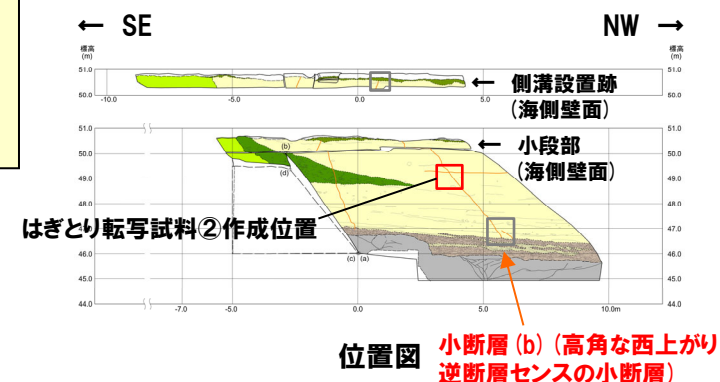 ← SE
NW →
標高
(m)
標高
(m)
51.0
51.0
50.0
50.0
-10.0
-5.0
0.0
5.0
← 側溝設置跡
(海側壁面)
51.0
51.0
(b)
← 小段部
(海側壁面)
50.0
50.0
(d)
49.0
49.0
48.0
48.0
はぎとり転写試料②作成位置
47.0
47.0
46.0
46.0
(c)
(a)
45.0
45.0
44.0
44.0
-7.0
-5.0
0.0
5.0
10.0m
位置図
小断層(b)(高角な西上がり
逆断層センスの小断層)